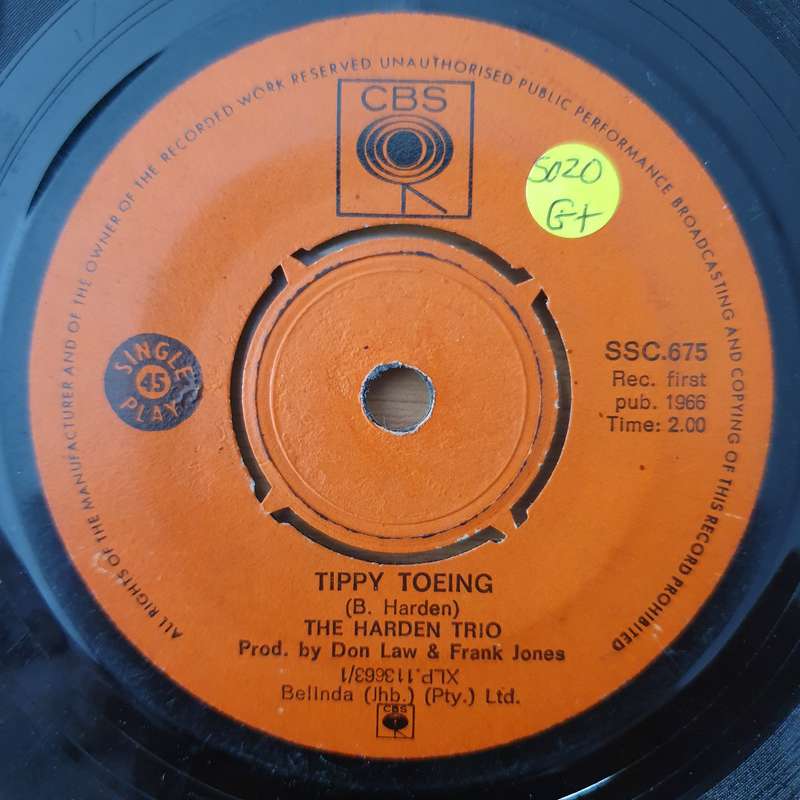 ALL RIGHTS OF THE MANUFACTURER AND OF THE OWNER OF THE RECORDED WORK RESERVED UNAUTHORISED PUBLIC PERFORMANCE BROADCASTING AND COPYING OF THIS RECORD PROHIBITED
CBS
5020
G+
SINGLE
45
PLAY
SSC.675
Rec. first
pub. 1966
Time: 2.00
TIPPY TOEING
(B. Harden)
THE HARDEN TRIO
Prod. by Don Law & Frank Jones
XLP.113663/1
Belinda (Jhb.) (Pty.) Ltd.
CBS